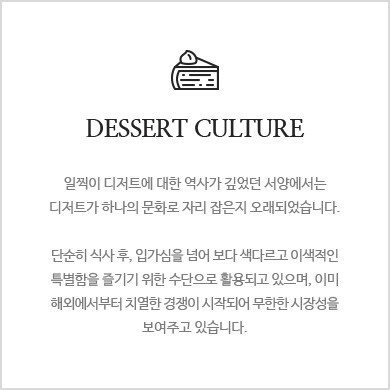 DESSERT CULTURE
일찍이 디저트에 대한 역사가 깊었던 서양에서는
디저트가 하나의 문화로 자리 잡은지 오래되었습니다.
단순히 식사 후, 입가심을 넘어 보다 색다르고 이색적인
특별함을 즐기기 위한 수단으로 활용되고 있으며, 이미
해외에서부터 치열한 경쟁이 시작되어 무한한 시장성을
보여주고 있습니다.